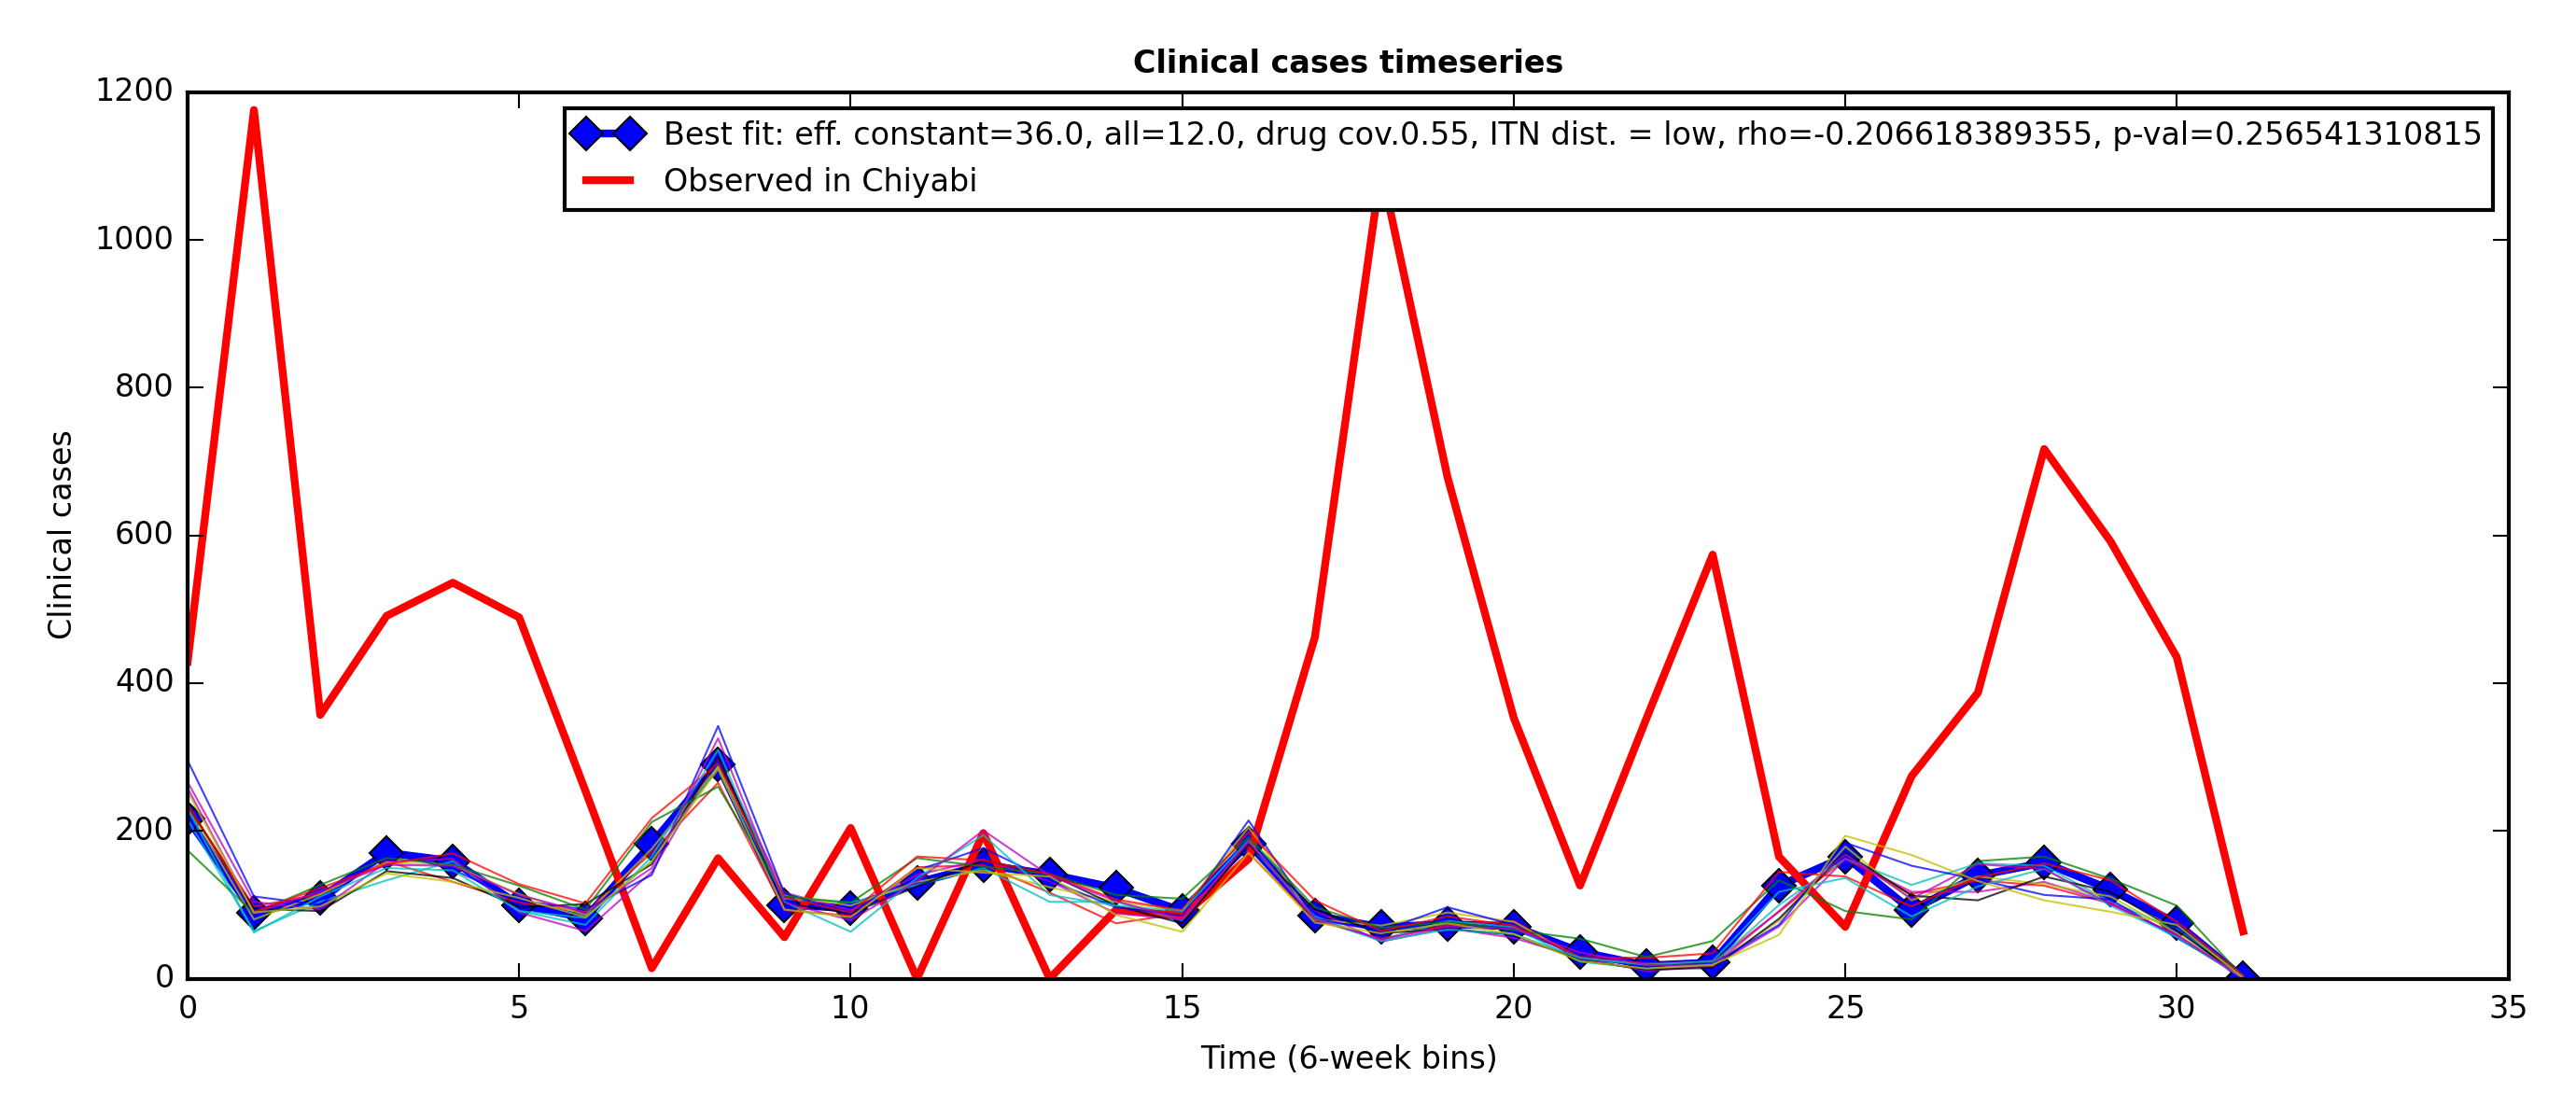 Clinical cases timeseries
1200
1000
800
600
400
200
0
Clinical cases
Best fit: eff. constant=36.0, all=12.0, drug cov.0.55, ITN dist. = low, rho=-0.206618389355, p-val=0.256541310815
Observed in Chiyabi
0 5 10 15 20 25 30 35
Time (6-week bins)